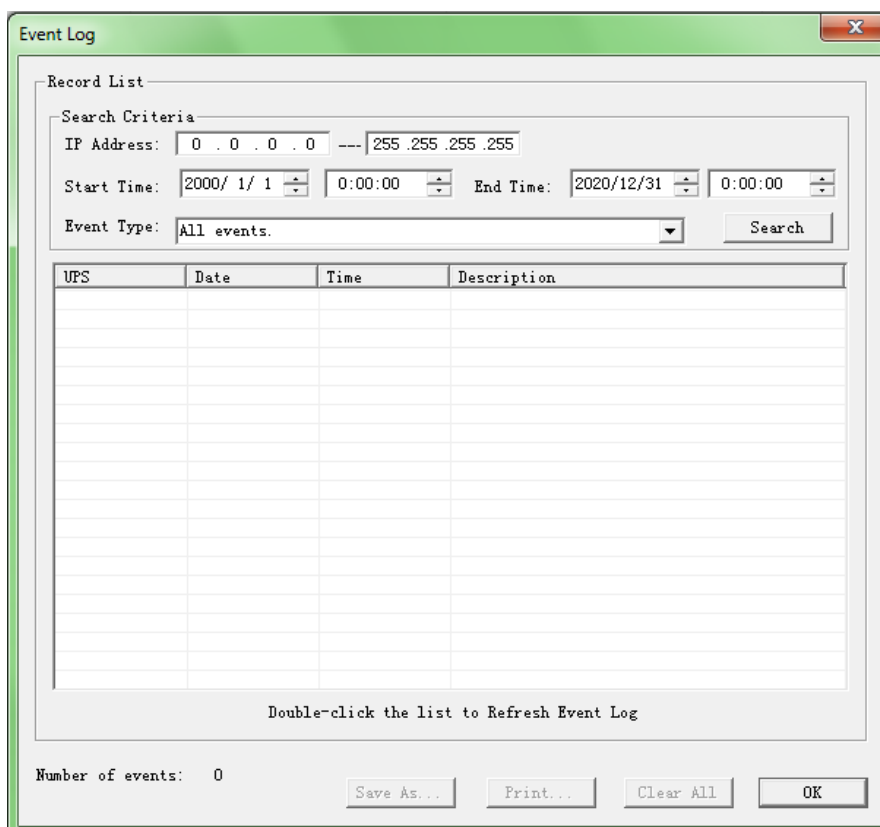 Event Log
Record List
Search Criteria
IP Address: 0 . 0 . 0 . 0 --- 255 .255 .255 .255
Start Time: 2000/ 1/ 1 0:00:00 End Time: 2020/12/31 0:00:00
Event Type: All events. Search
UPS Date Time Description
Double-click the list to Refresh Event Log
Number of events: 0
Save As... Print... Clear All OK